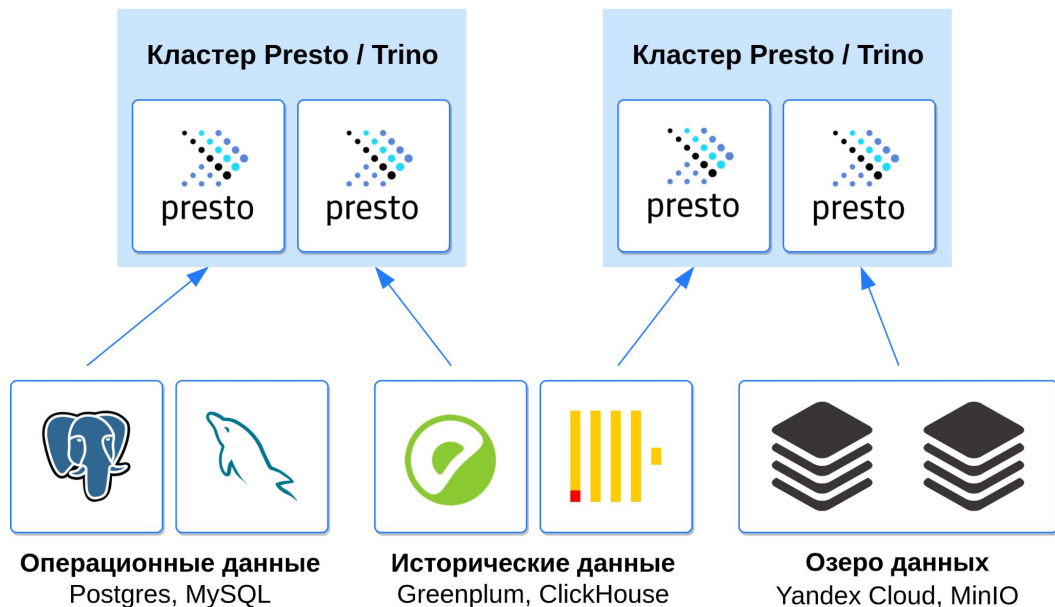 Кластер Presto / Trino
Кластер Presto / Trino
presto
presto
presto
presto
Операционные данные
Postgres, MySQL
Исторические данные
Greenplum, ClickHouse
Озеро данных
Yandex Cloud, MinIO